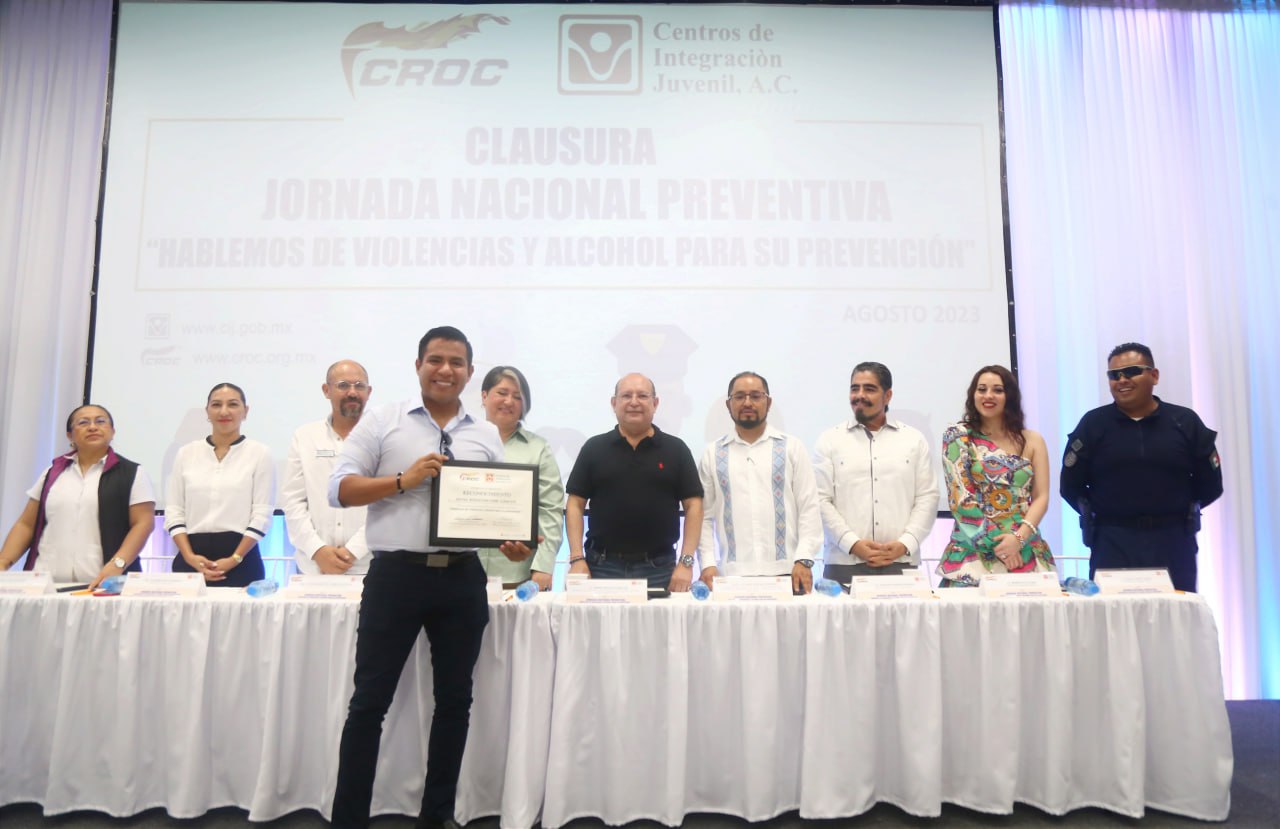 CROC
Centros de
Integraciòn
Juvenil, A.C.
CLAUSURA
JORNADA NACIONAL PREVENTIVA
“HABLEMOS DE VIOLENCIAS Y ALCOHOL PARA SU PREVENCIÓN”
AGOSTO 2023
www.cij.gob.mx
CROC www.croc.org.mx
RECONOCIMIENTO